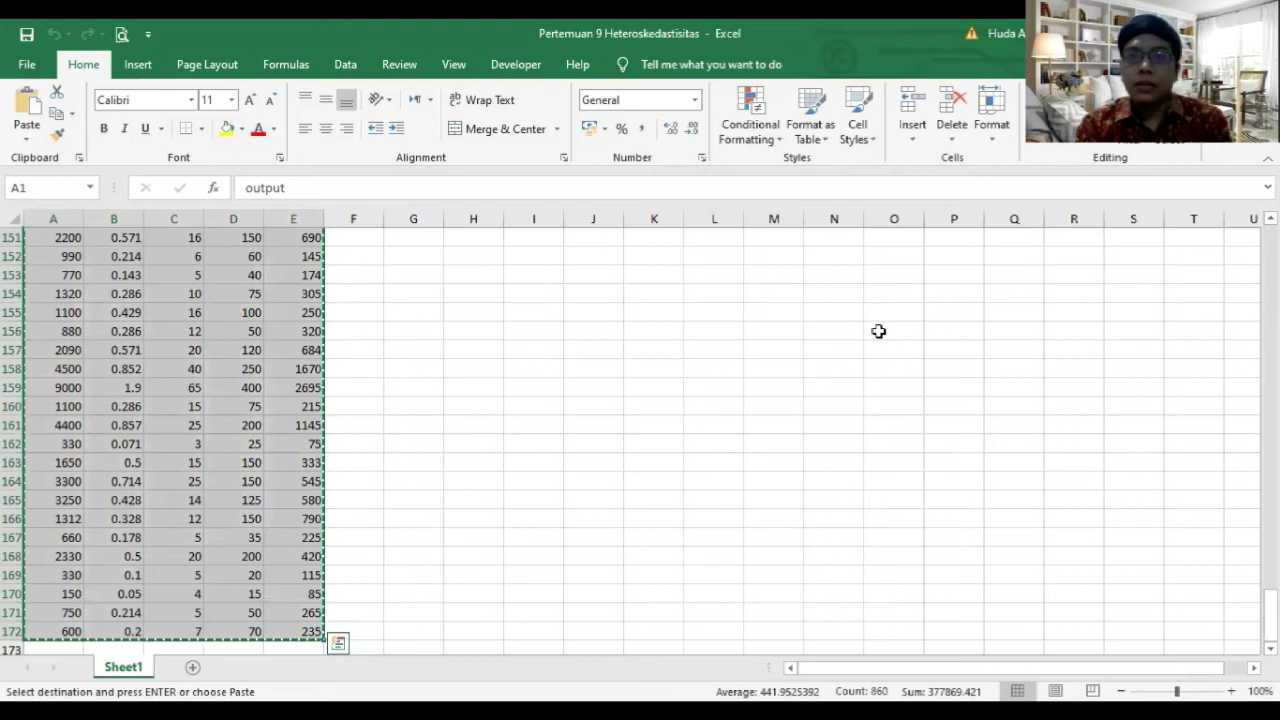 Pertemuan 9 Heteroskedastisitas - Excel
Huda A
File Home Insert Page Layout Formulas Data Review View Developer Help Tell me what you want to do
Calibri 11 Wrap Text General
Paste B I U A Merge & Center % Conditional Formatting Format as Table Cell Styles Insert Delete Format
Clipboard Font Alignment Number Styles Cells Editing
A1 fx output
A B C D E F G H I J K L M N O P Q R S T U
151 2200 0.571 16 150 690
152 990 0.214 6 60 145
153 770 0.143 5 40 174
154 1320 0.286 10 75 305
155 1100 0.429 16 100 250
156 880 0.286 12 50 320
157 2090 0.571 20 120 684
158 4500 0.852 40 250 1670
159 9000 1.9 65 400 2695
160 1100 0.286 15 75 215
161 4400 0.857 25 200 1145
162 330 0.071 3 25 75
163 1650 0.5 15 150 333
164 3300 0.714 25 150 545
165 3250 0.428 14 125 580
166 1312 0.328 12 150 790
167 660 0.178 5 35 225
168 2330 0.5 20 200 420
169 330 0.1 5 20 115
170 150 0.05 4 15 85
171 750 0.214 5 50 265
172 600 0.2 7 70 235
173
Sheet1
Select destination and press ENTER or choose Paste Average: 441.9525392 Count: 860 Sum: 377869.421 100%